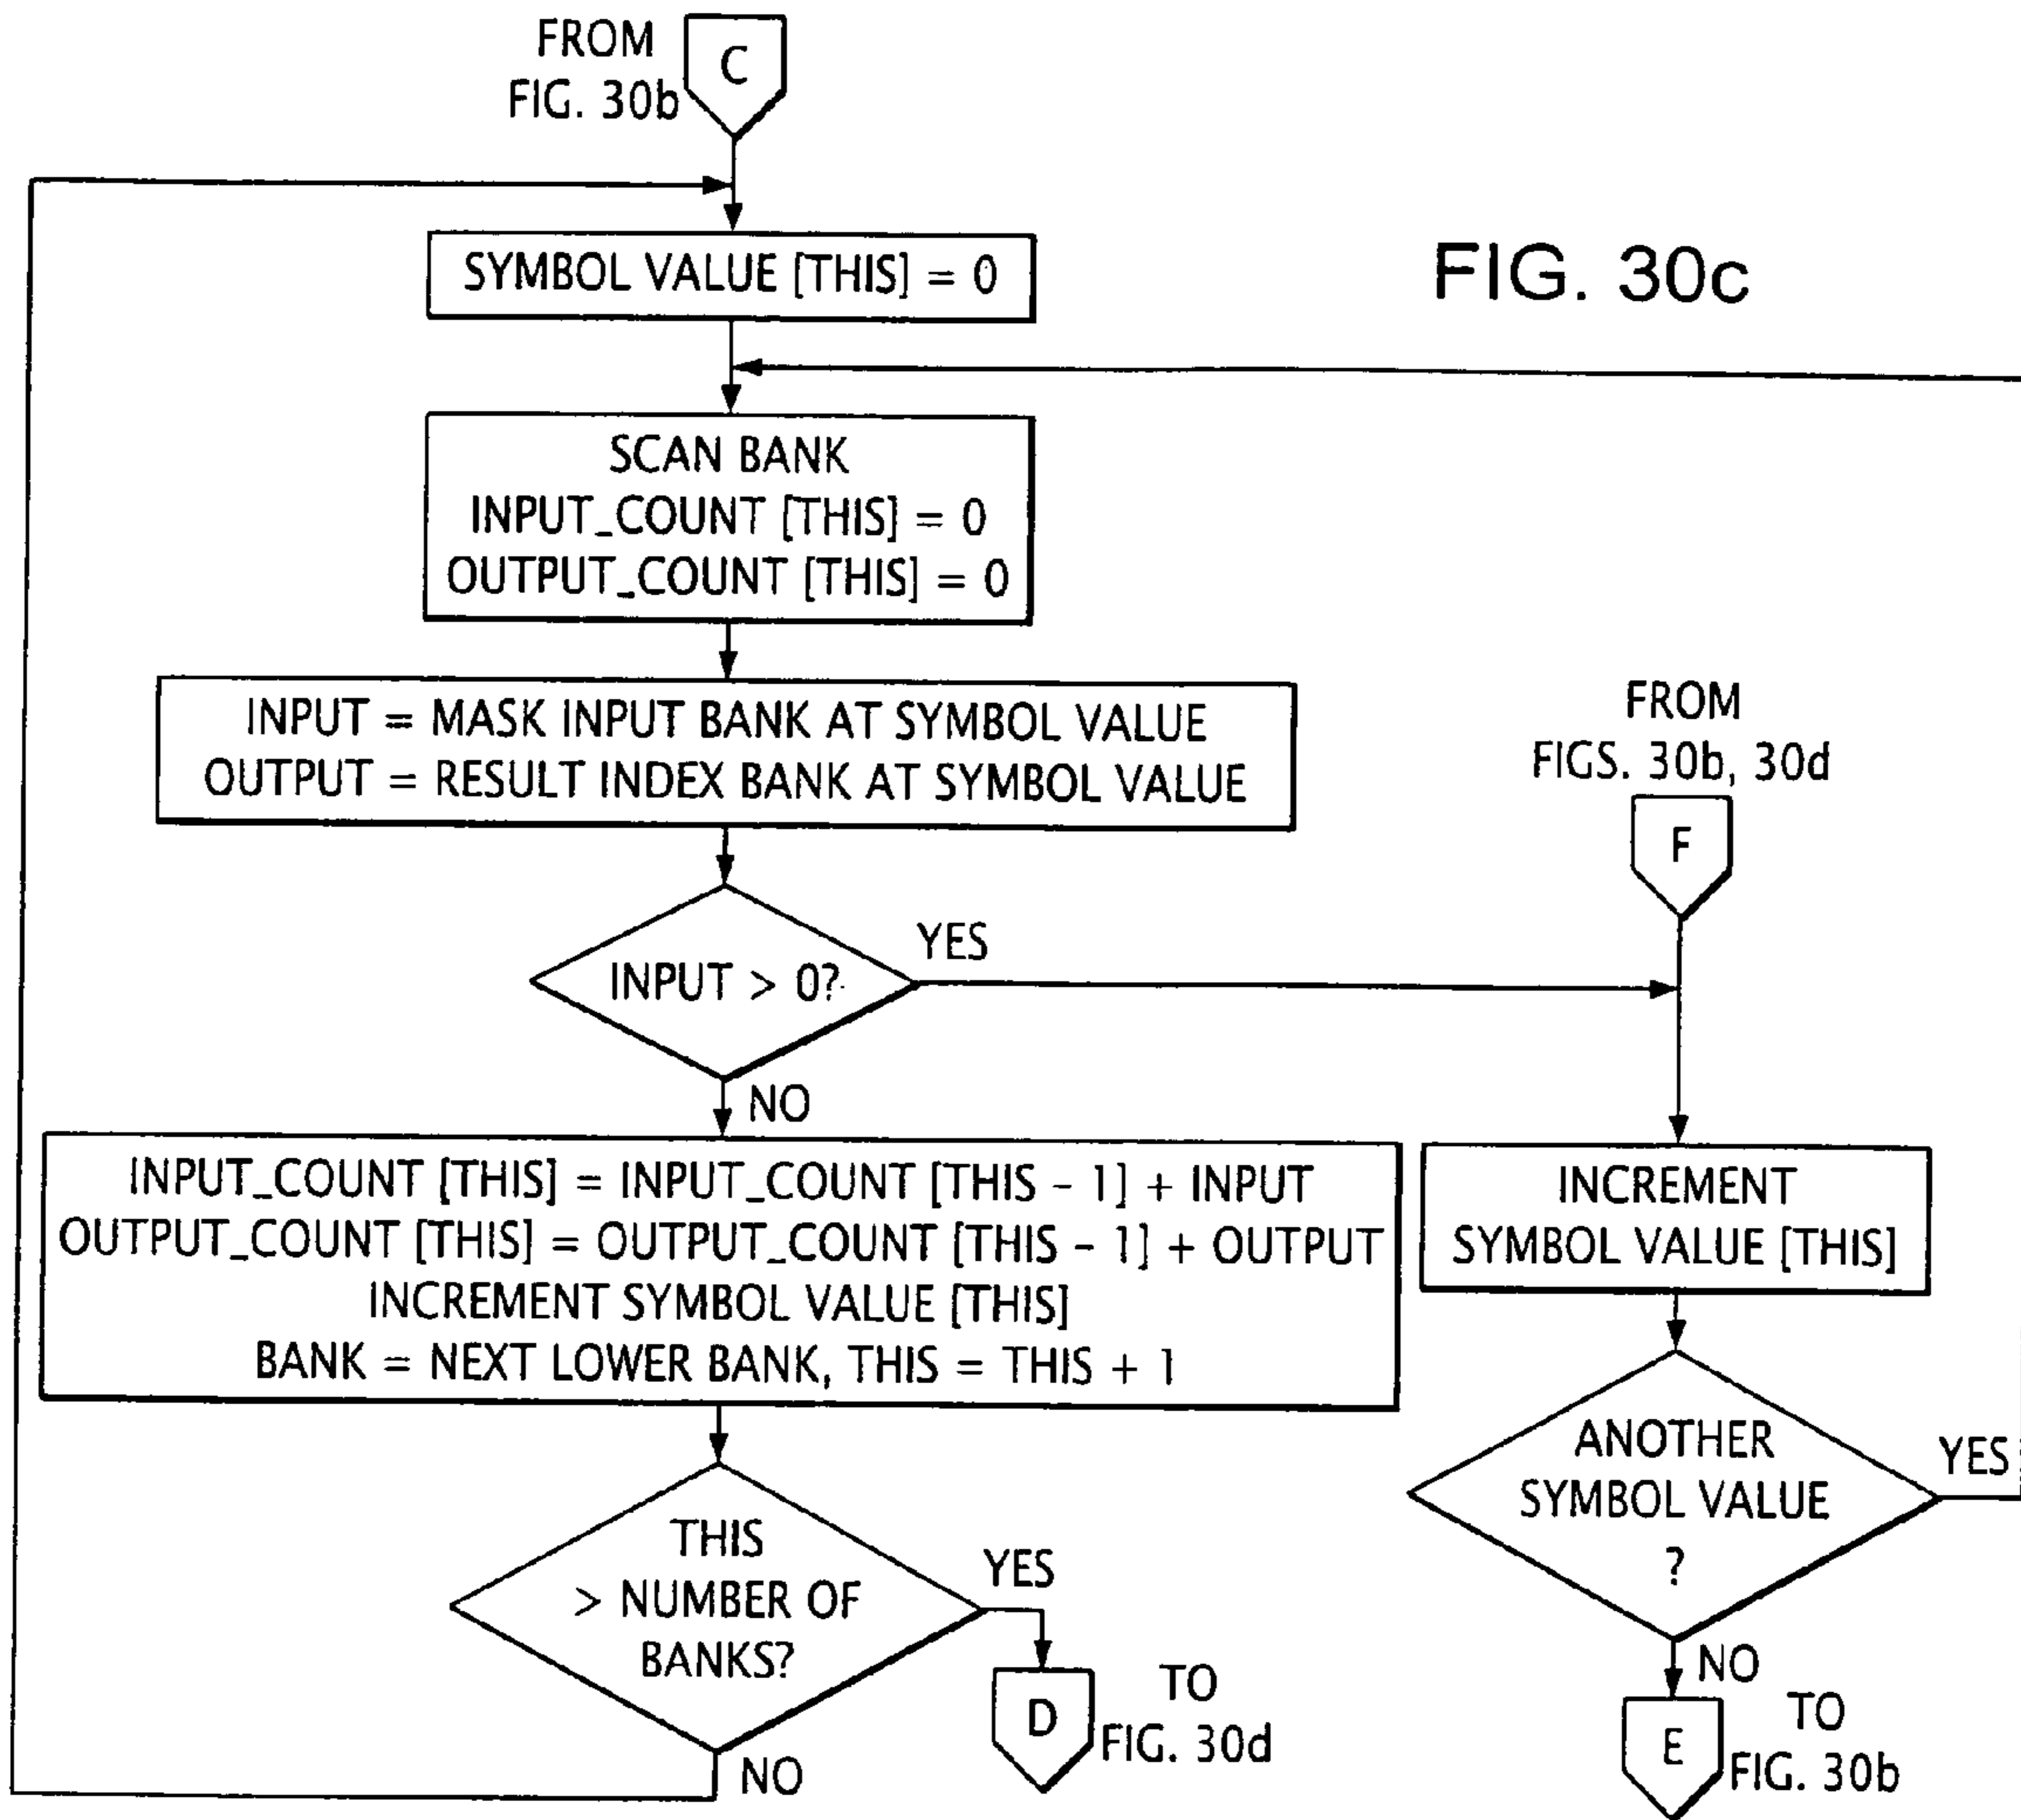 FROM
FIG. 30b
C
SYMBOL VALUE [THIS] = 0
FIG. 30c
SCAN BANK
INPUT_COUNT [THIS] = 0
OUTPUT_COUNT [THIS] = 0
INPUT = MASK INPUT BANK AT SYMBOL VALUE
OUTPUT = RESULT INDEX BANK AT SYMBOL VALUE
FROM
FIGS. 30b, 30d
F
INPUT > 0?
YES
NO
INPUT_COUNT [THIS] = INPUT_COUNT [THIS - 1] + INPUT
OUTPUT_COUNT [THIS] = OUTPUT_COUNT [THIS - 1] + OUTPUT
INCREMENT SYMBOL VALUE [THIS]
BANK = NEXT LOWER BANK, THIS = THIS + 1
INCREMENT
SYMBOL VALUE [THIS]
ANOTHER
SYMBOL VALUE
?
YES
NO
E
TO
FIG. 30b
THIS
> NUMBER OF
BANKS?
YES
D
TO
FIG. 30d
NO